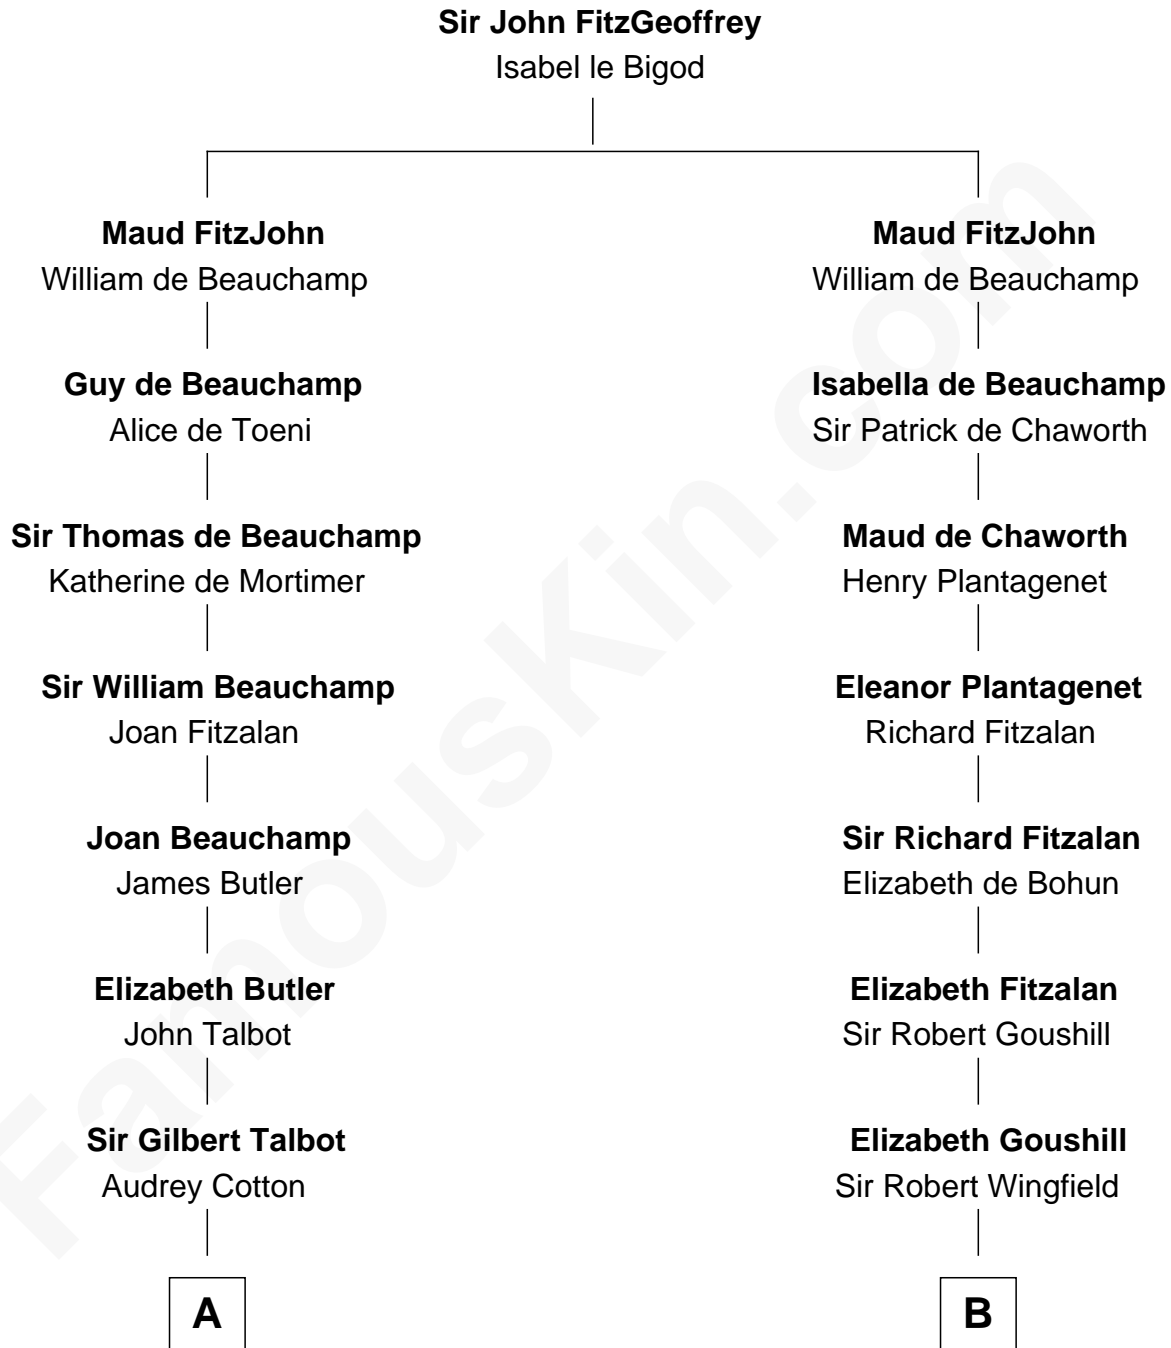 Sir John FitzGeoffrey
Isabel le Bigod
Maud FitzJohn
William de Beauchamp
Maud FitzJohn
William de Beauchamp
Guy de Beauchamp
Alice de Toeni
Isabella de Beauchamp
Sir Patrick de Chaworth
Sir Thomas de Beauchamp
Katherine de Mortimer
Maud de Chaworth
Henry Plantagenet
Sir William Beauchamp
Joan Fitzalan
Eleanor Plantagenet
Richard Fitzalan
Joan Beauchamp
James Butler
Sir Richard Fitzalan
Elizabeth de Bohun
Elizabeth Butler
John Talbot
Elizabeth Fitzalan
Sir Robert Goushill
Sir Gilbert Talbot
Audrey Cotton
Elizabeth Goushill
Sir Robert Wingfield
A
B
FamousKin.com